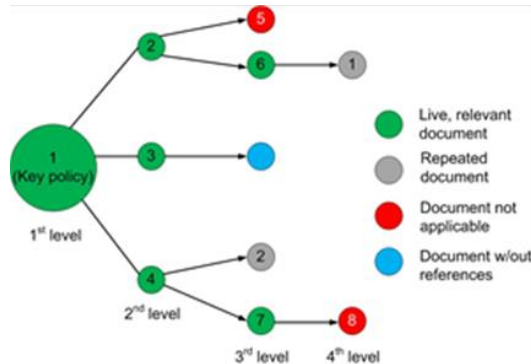 5
2
6
1
1
(Key policy)
3
1st level
2
4
2nd level
7
8
3rd level
4th level
Live, relevant
document
Repeated
document
Document not
applicable
Document w/out
references